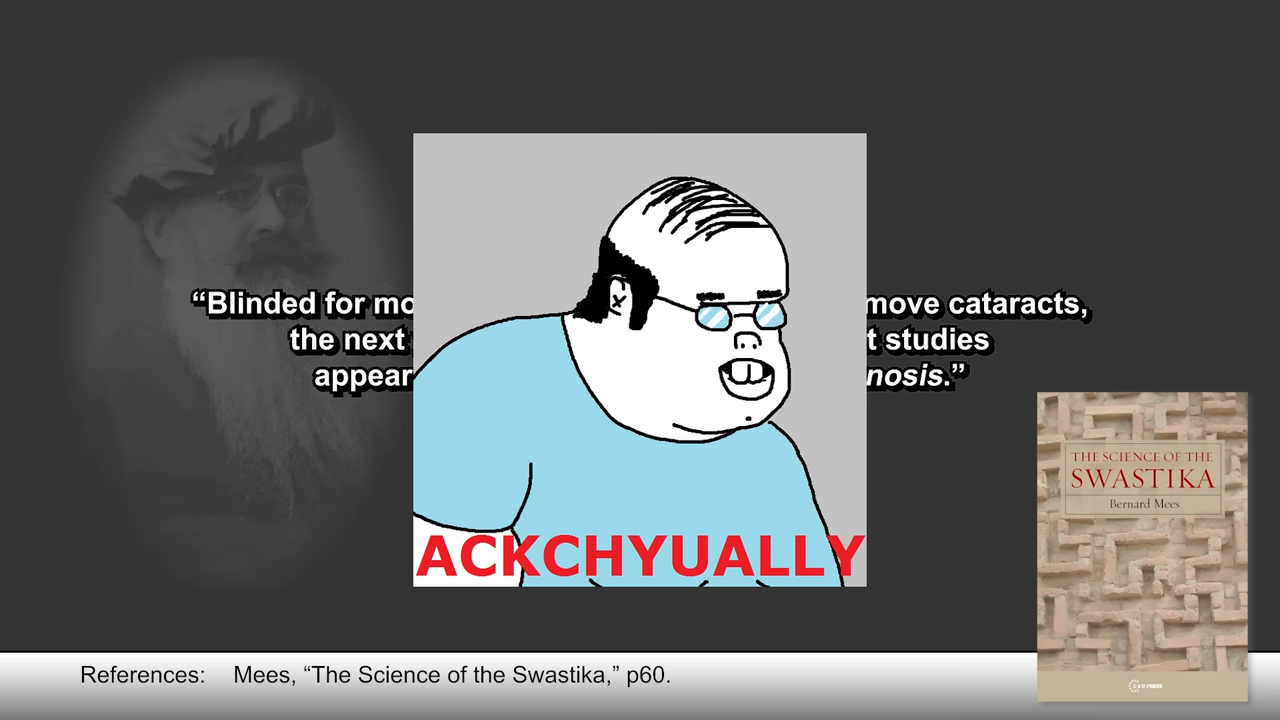 “Blinded for mo move cataracts,
the next t studies
appear nosis.”
ACKCHYUALLY
THE SCIENCE OF THE
SWASTIKA
Bernard Mees
References: Mees, “The Science of the Swastika,” p60.